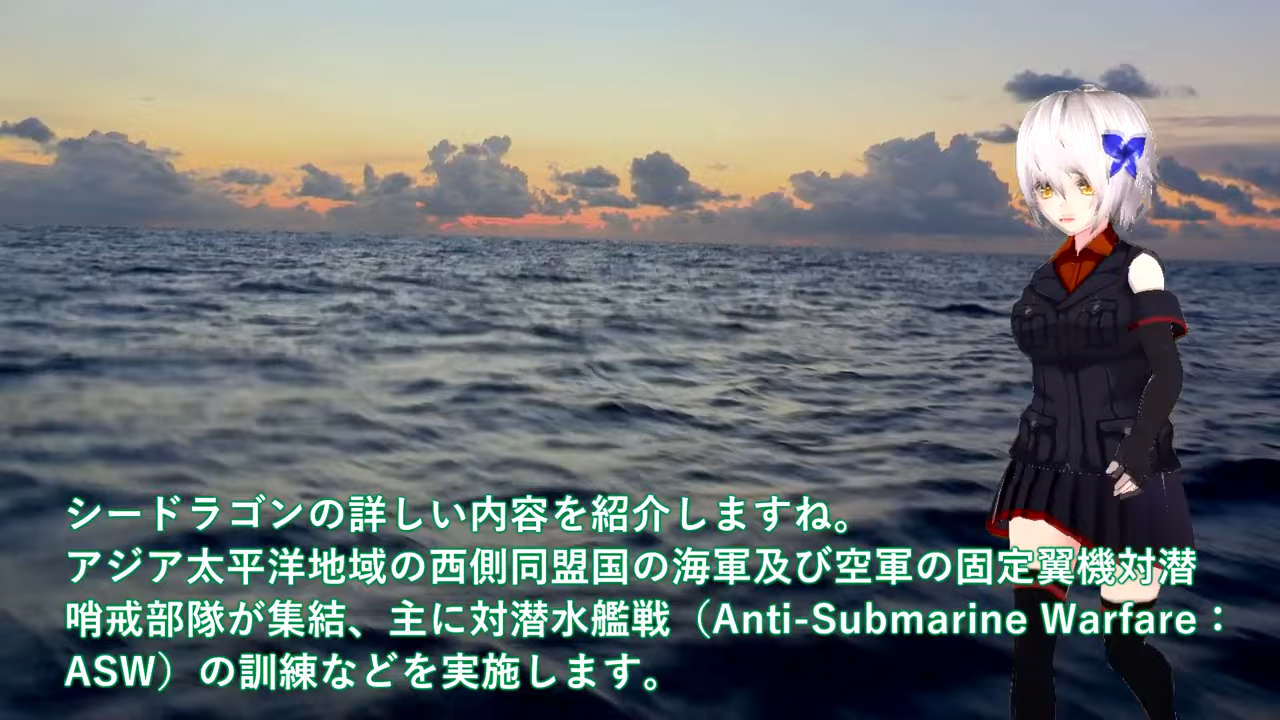 シードラゴンの詳しい内容を紹介しますね。
アジア太平洋地域の西側同盟国の海軍及び空軍の固定翼機対潜
哨戒部隊が集結、主に対潜水艦戦（Anti-Submarine Warfare：
ASW）の訓練などを実施します。